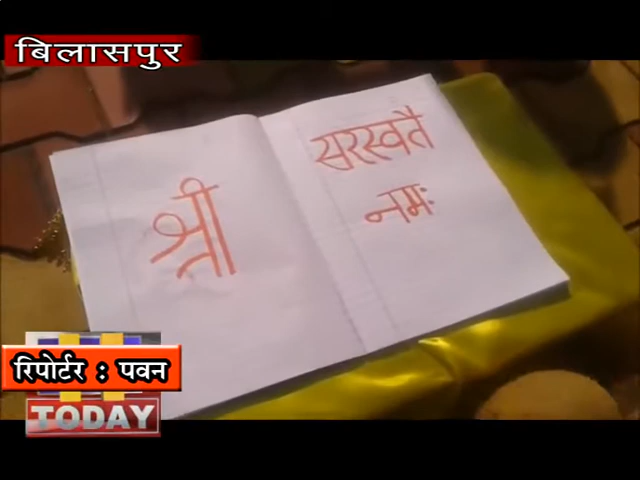 बिलासपुर
श्री
सरस्वतै
नमः
रिपोर्टर : पवन
TODAY